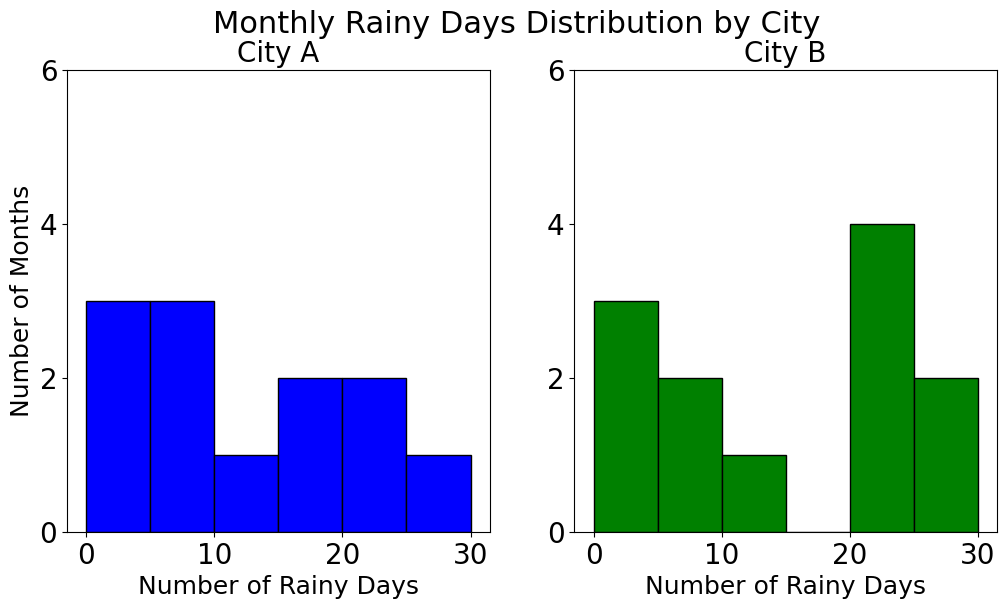 Monthly Rainy Days Distribution by City
City A
6
4
2
0
0 10 20 30
Number of Months
Number of Rainy Days
City B
6
4
2
0
0 10 20 30
Number of Rainy Days